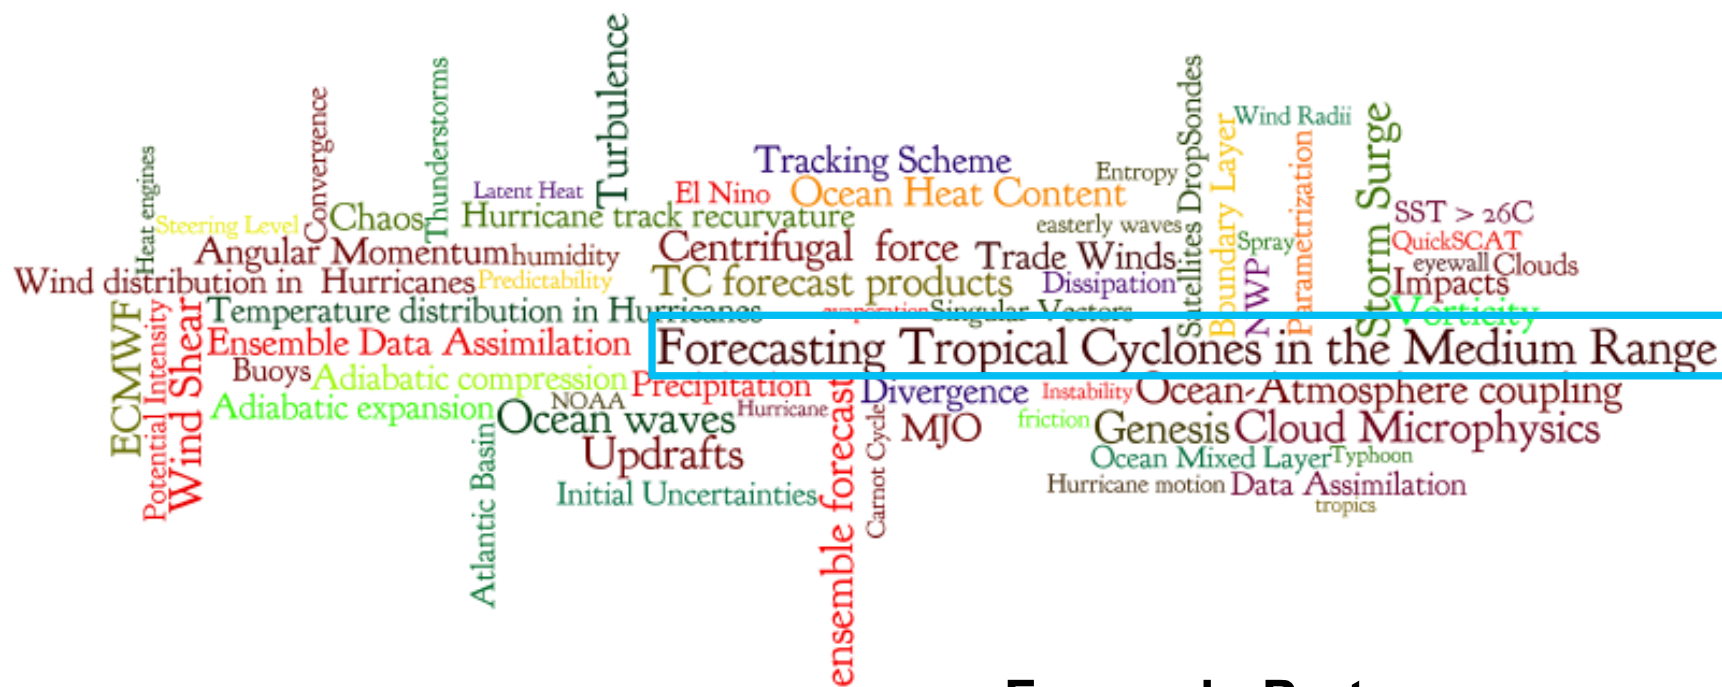 Turbulence
Thunderstorms
Satellites DropSondes
Convergence
Wind Radii
Storm Surge
Boundary Layer
Parametrization
Heat engines
Tracking Scheme
Entropy
Latent Heat
El Nino
Ocean Heat Content
Steering Level
Chaos
Hurricane track recurvature
easterly waves
SST > 26C
Angular Momentum
humidity
Centrifugal force
Trade Winds
Spray
QuickSCAT
eyewall
Clouds
Wind distribution in Hurricanes
Predictability
TC forecast products
Dissipation
NWP
Impacts
ECMWF
Potential Intensity
Wind Shear
Temperature distribution in Hurricanes
evaporation
Singular Vectors
Vorticity
Ensemble Data Assimilation
Forecasting Tropical Cyclones in the Medium Range
Buoys
Adiabatic compression
Precipitation
Divergence
Instability
Ocean-Atmosphere coupling
Adiabatic expansion
NOAA
Ocean waves
Hurricane
ensemble forecast
Carnot Cycle
MJO
friction
Genesis
Cloud Microphysics
Atlantic Basin
Updrafts
Ocean Mixed Layer
Typhoon
Initial Uncertainties
Hurricane motion
Data Assimilation
tropics